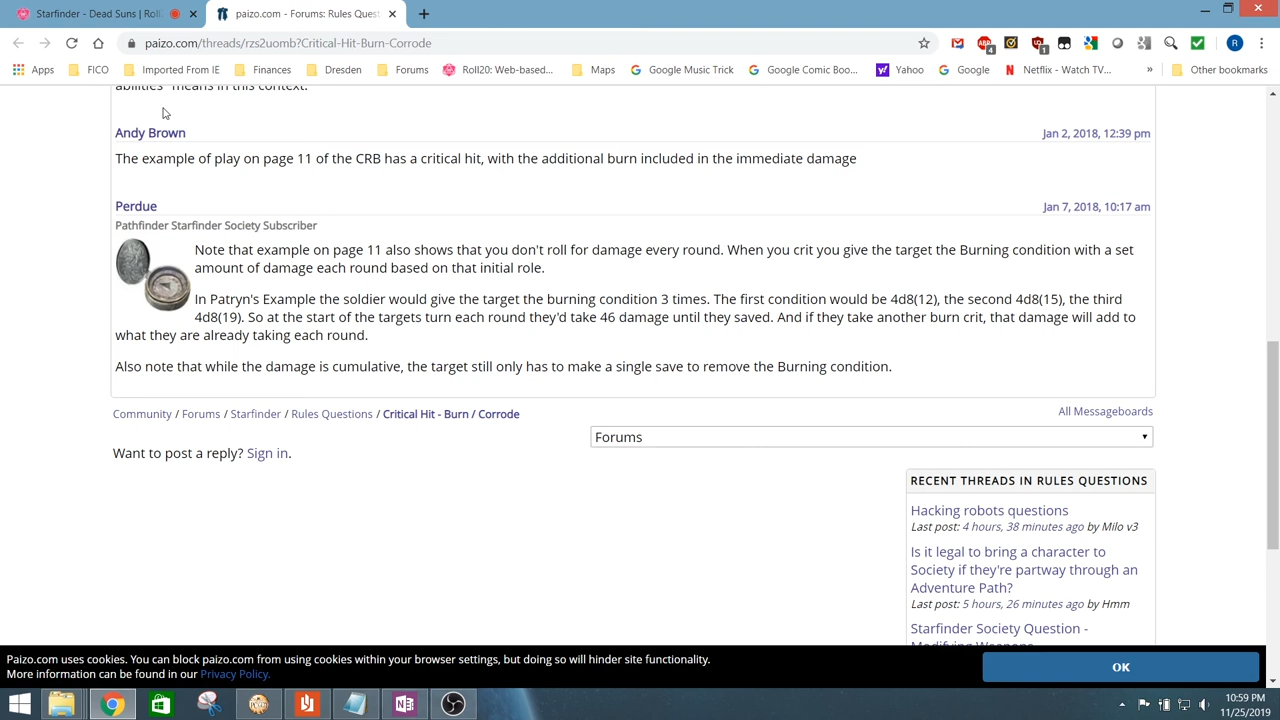 Starfinder - Dead Suns | Roll
paizo.com - Forums: Rules Quest
paizo.com/threads/rzs2uomb?Critical-Hit-Burn-Corrode
Apps FICO Imported From IE Finances Dresden Forums Roll20: Web-based... Maps Google Music Trick Google Comic Boo... Yahoo Google Netflix - Watch TV... » Other bookmarks
abilities" means in this context.
Andy Brown Jan 2, 2018, 12:39 pm
The example of play on page 11 of the CRB has a critical hit, with the additional burn included in the immediate damage
Perdue Jan 7, 2018, 10:17 am
Pathfinder Starfinder Society Subscriber
Note that example on page 11 also shows that you don't roll for damage every round. When you crit you give the target the Burning condition with a set
amount of damage each round based on that initial role.
In Patryn's Example the soldier would give the target the burning condition 3 times. The first condition would be 4d8(12), the second 4d8(15), the third
4d8(19). So at the start of the targets turn each round they'd take 46 damage until they saved. And if they take another burn crit, that damage will add to
what they are already taking each round.
Also note that while the damage is cumulative, the target still only has to make a single save to remove the Burning condition.
Community / Forums / Starfinder / Rules Questions / Critical Hit - Burn / Corrode
All Messageboards
Forums
Want to post a reply? Sign in.
RECENT THREADS IN RULES QUESTIONS
Hacking robots questions
Last post: 4 hours, 38 minutes ago by Milo v3
Is it legal to bring a character to
Society if they're partway through an
Adventure Path?
Last post: 5 hours, 26 minutes ago by Hmm
Starfinder Society Question -
Modifying Weapons
Paizo.com uses cookies. You can block paizo.com from using cookies within your browser settings, but doing so will hinder site functionality.
More information can be found in our Privacy Policy.
OK
10:59 PM
11/25/2019